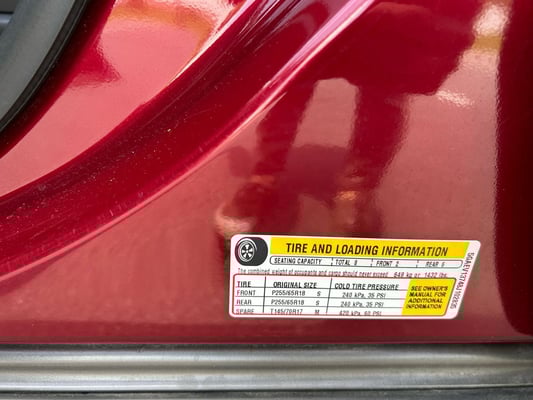 TIRE AND LOADING INFORMATION
SEATING CAPACITY TOTAL 8 FRONT 2 REAR 6
The combined weight of occupants and cargo should never exceed 649 kg or 1432 lbs.
TIRE ORIGINAL SIZE COLD TIRE PRESSURE
FRONT P255/65R18 S 240 kPa, 35 PSI
REAR P255/65R18 S 240 kPa, 35 PSI
SPARE T145/70R17 M 420 kPa, 60 PSI
SEE OWNER'S
MANUAL FOR
ADDITIONAL
INFORMATION